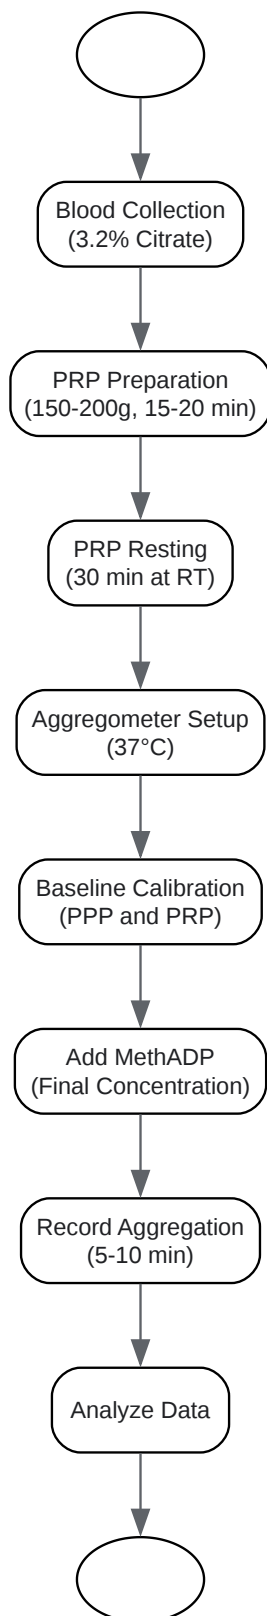 Blood Collection
(3.2% Citrate)
PRP Preparation
(150-200g, 15-20 min)
PRP Resting
(30 min at RT)
Aggregometer Setup
(37°C)
Baseline Calibration
(PPP and PRP)
Add MethADP
(Final Concentration)
Record Aggregation
(5-10 min)
Analyze Data